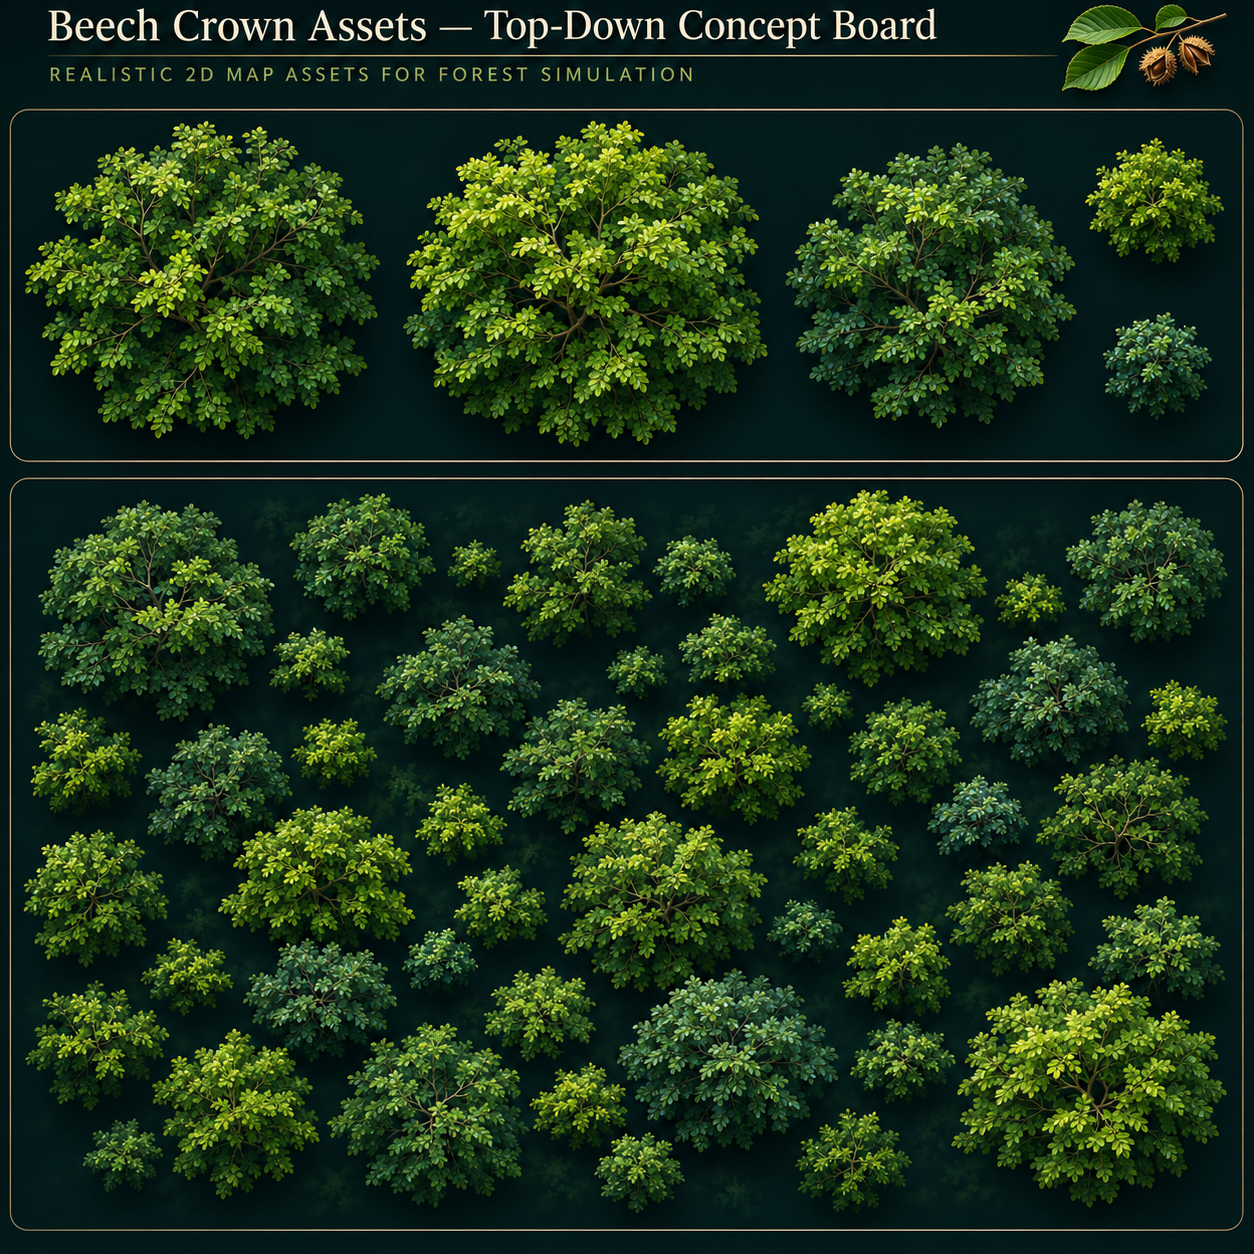 Beech Crown Assets — Top-Down Concept Board
REALISTIC 2D MAP ASSETS FOR FOREST SIMULATION